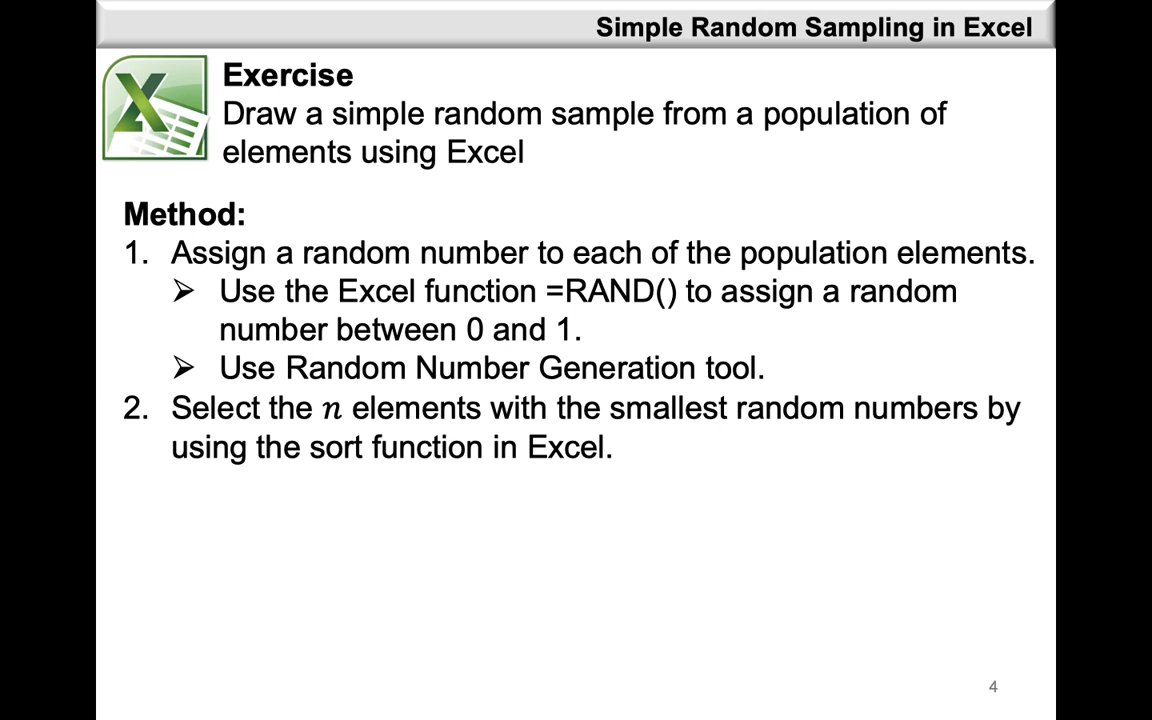 Simple Random Sampling in Excel
Exercise
Draw a simple random sample from a population of
elements using Excel
Method:
1. Assign a random number to each of the population elements.
➢ Use the Excel function =RAND() to assign a random
number between 0 and 1.
➢ Use Random Number Generation tool.
2. Select the 𝑛 elements with the smallest random numbers by
using the sort function in Excel.
4